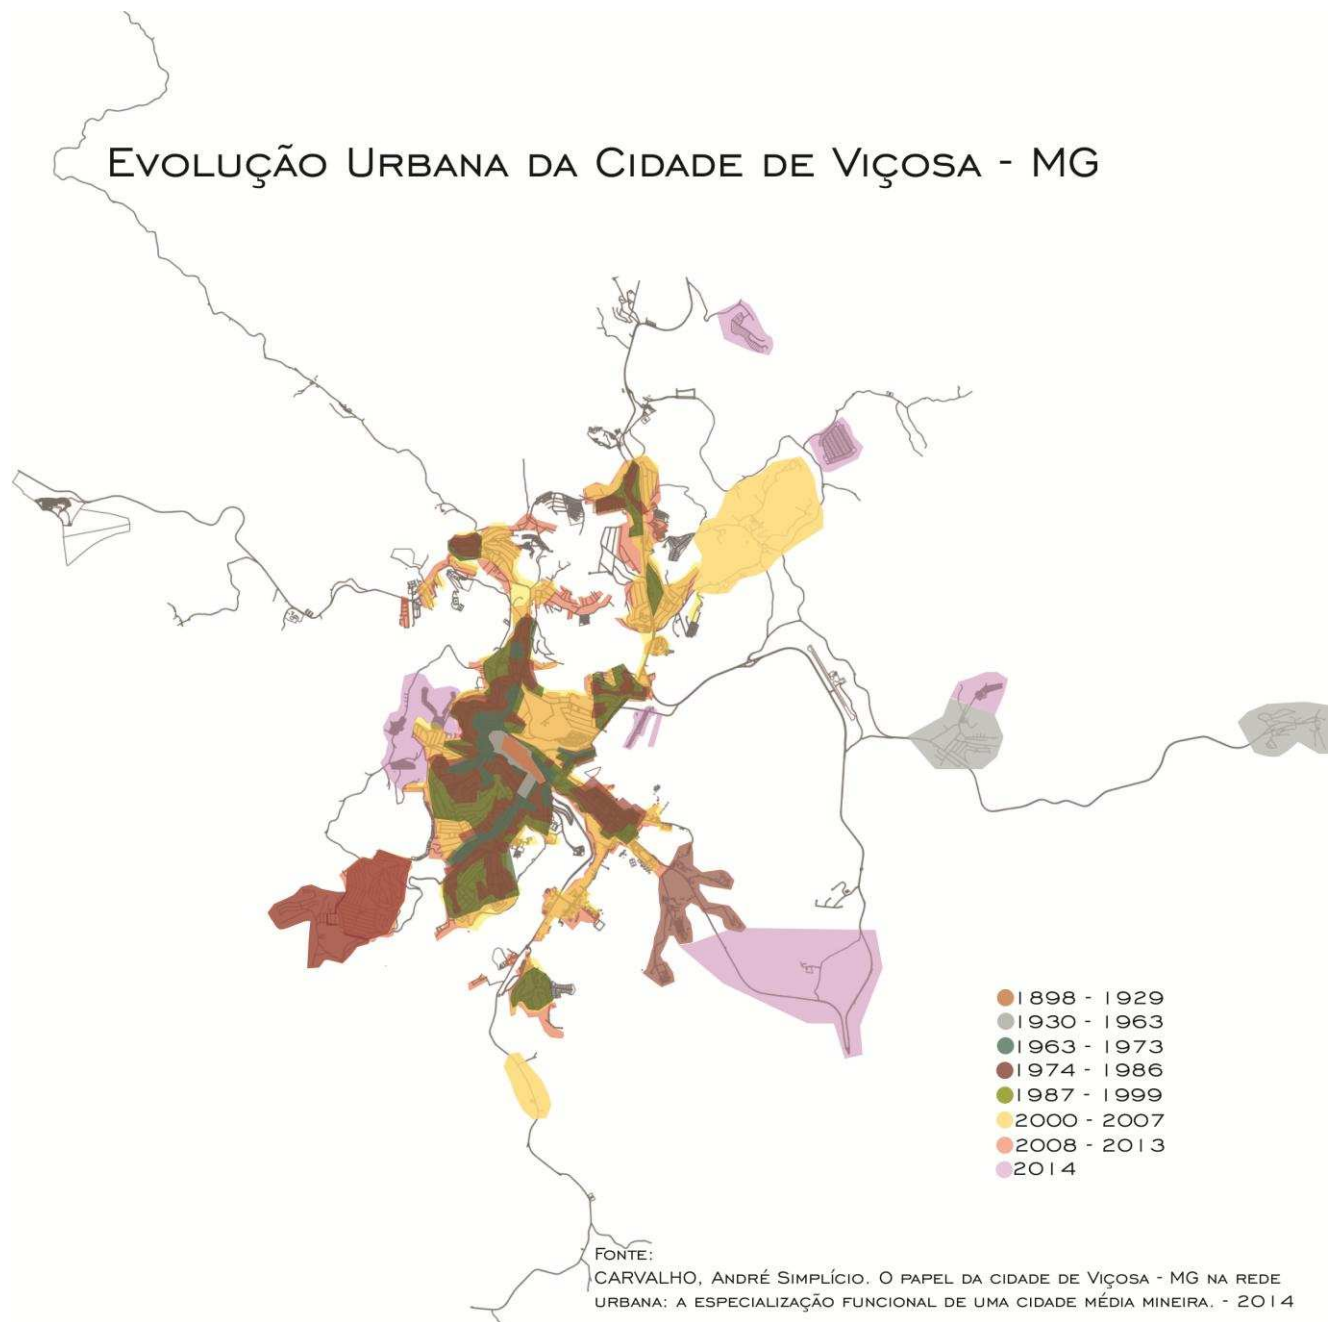 Evolução Urbana da Cidade de Viçosa - MG
1898 - 1929
1930 - 1963
1963 - 1973
1974 - 1986
1987 - 1999
2000 - 2007
2008 - 2013
2014
Fonte:
CARVALHO, André Simplício. O papel da cidade de Viçosa - MG na rede
urbana: a especialização funcional de uma cidade média mineira. - 2014